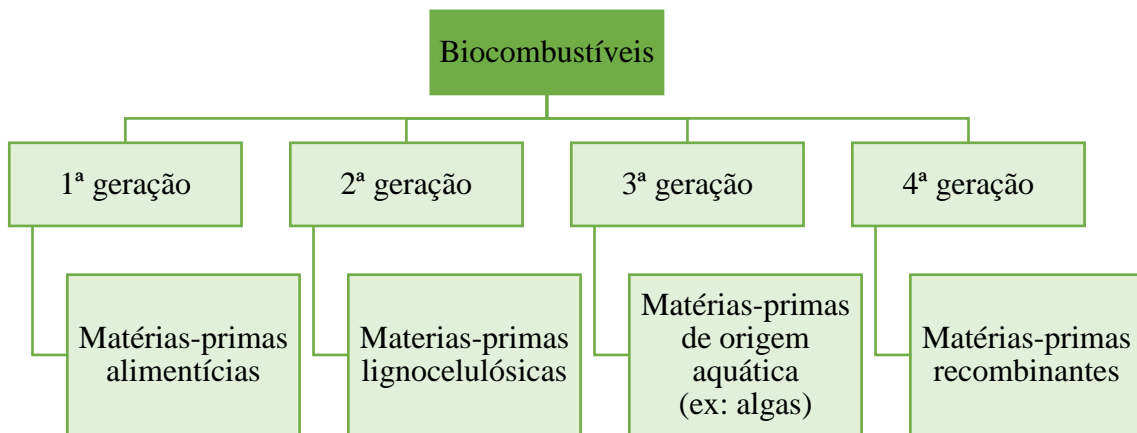 Biocombustíveis
1ª geração
2ª geração
3ª geração
4ª geração
Matérias-primas
alimentícias
Materias-primas
lignocelulósicas
Matérias-primas
de origem
aquática
(ex: algas)
Matérias-primas
recombinantes